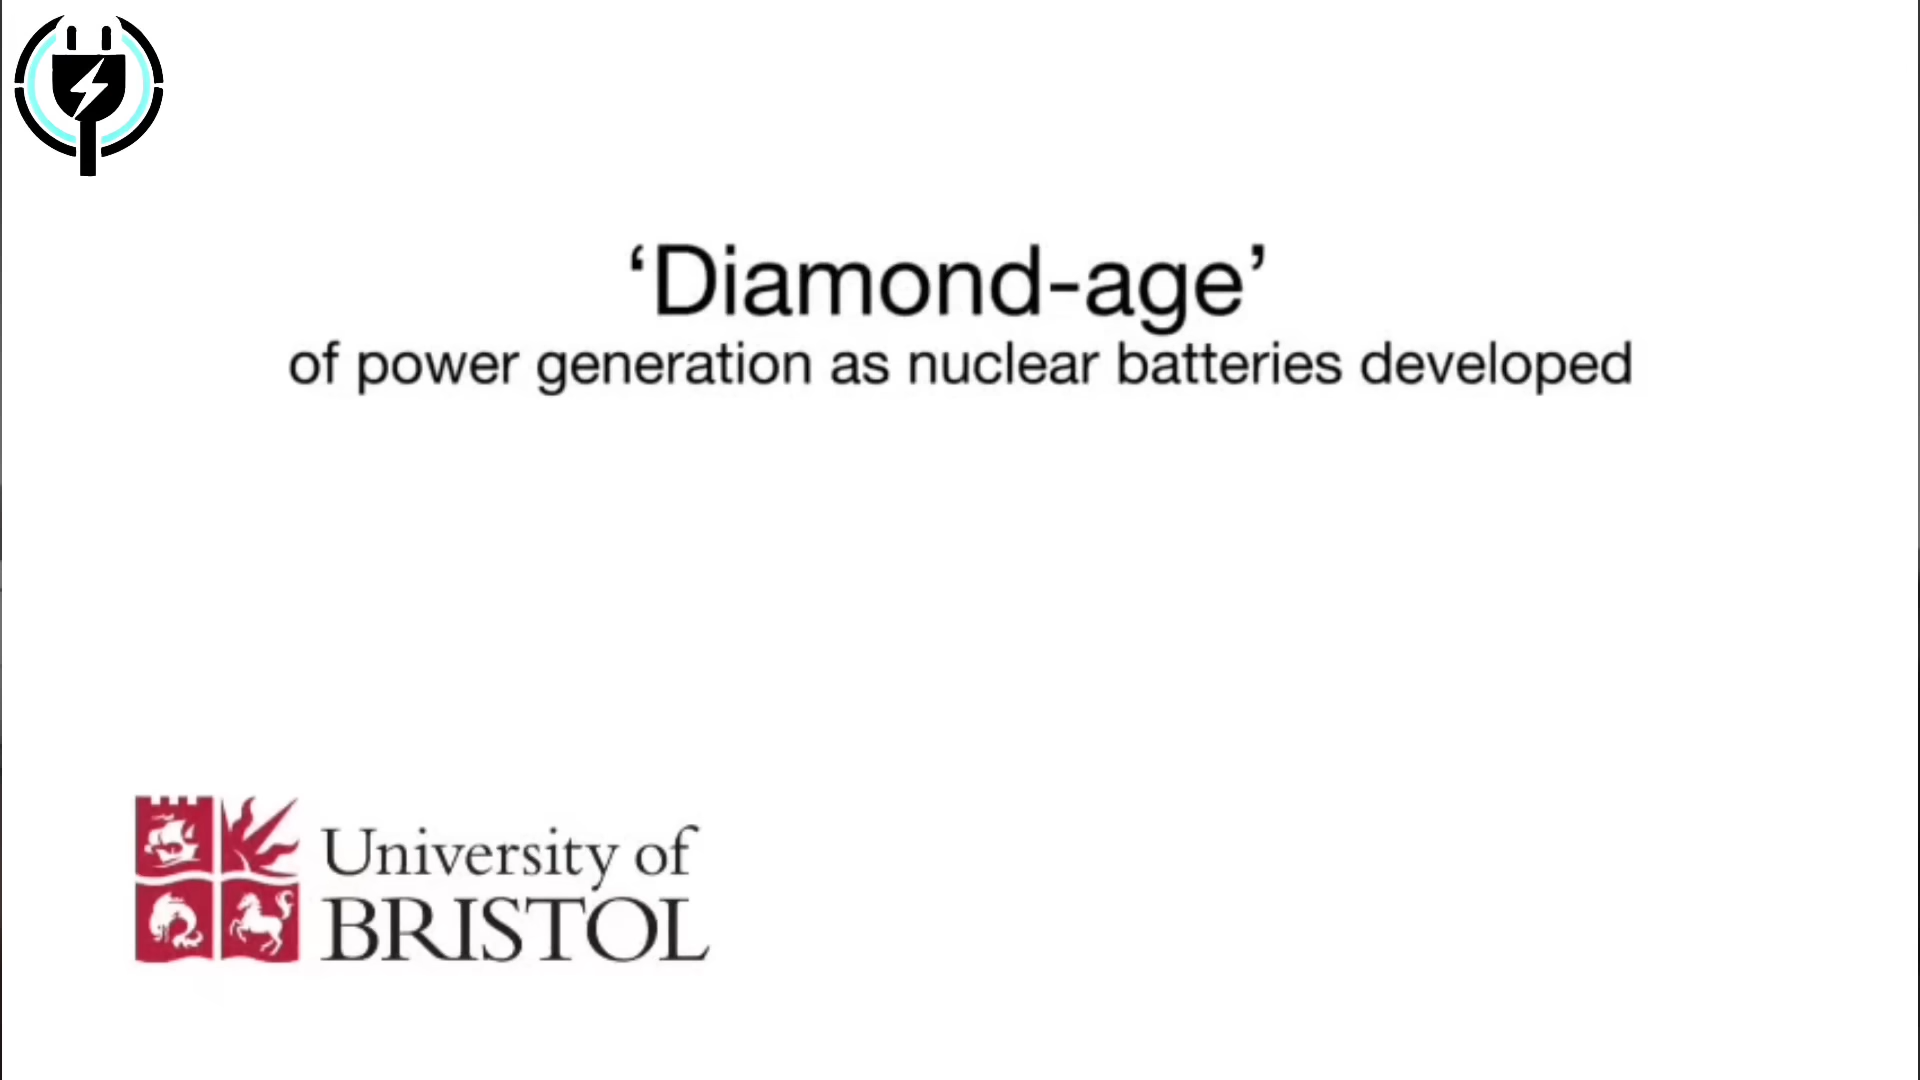 ‘Diamond-age’
of power generation as nuclear batteries developed
University of
BRISTOL